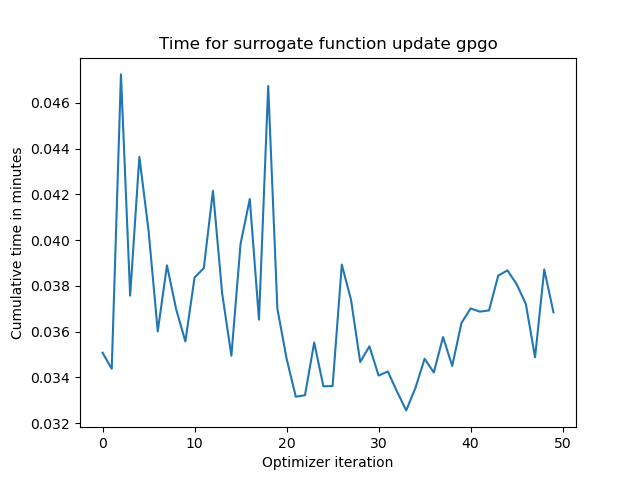 Time for surrogate function update gpgo
Cumulative time in minutes
0.046
0.044
0.042
0.040
0.038
0.036
0.034
0.032
0 10 20 30 40 50
Optimizer iteration